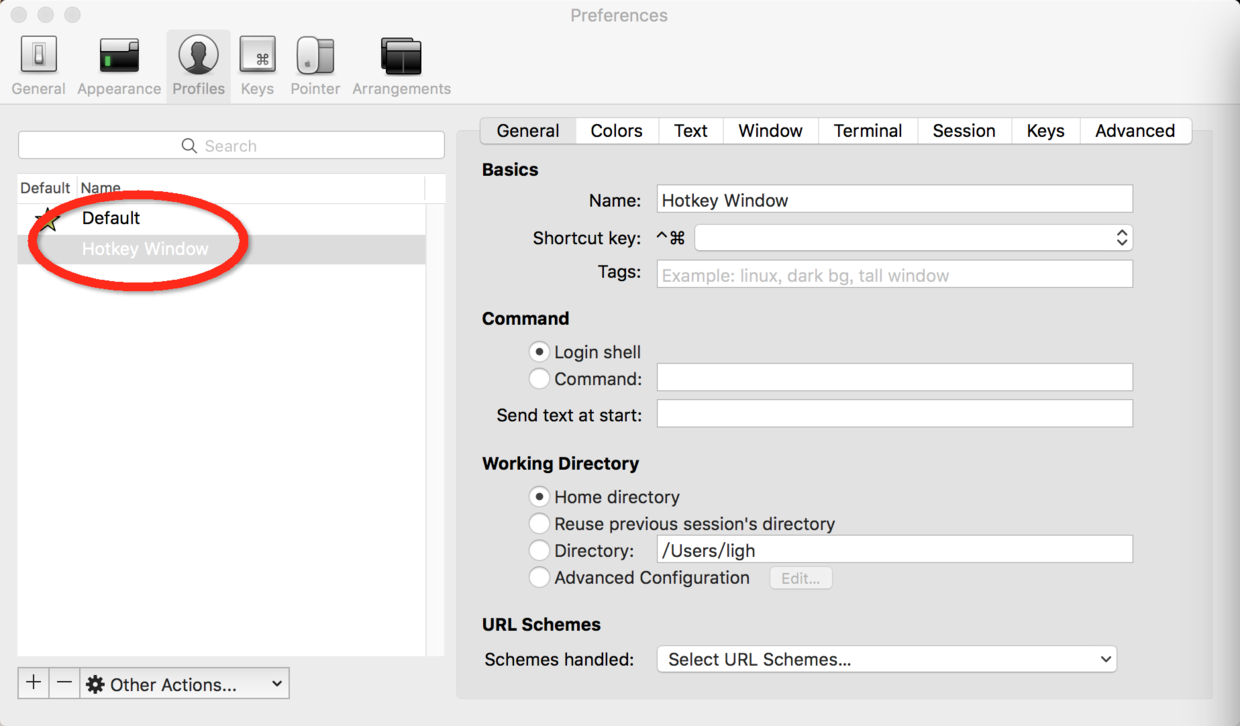 Preferences
General Appearance Profiles Keys Pointer Arrangements
Search
Default Name
Default
Hotkey Window
General Colors Text Window Terminal Session Keys Advanced
Basics
Name: Hotkey Window
Shortcut key: ^⌘
Tags: Example: linux, dark bg, tall window
Command
Login shell
Command:
Send text at start:
Working Directory
Home directory
Reuse previous session's directory
Directory: /Users/ligh
Advanced Configuration Edit...
URL Schemes
Schemes handled: Select URL Schemes...
+ − Other Actions...